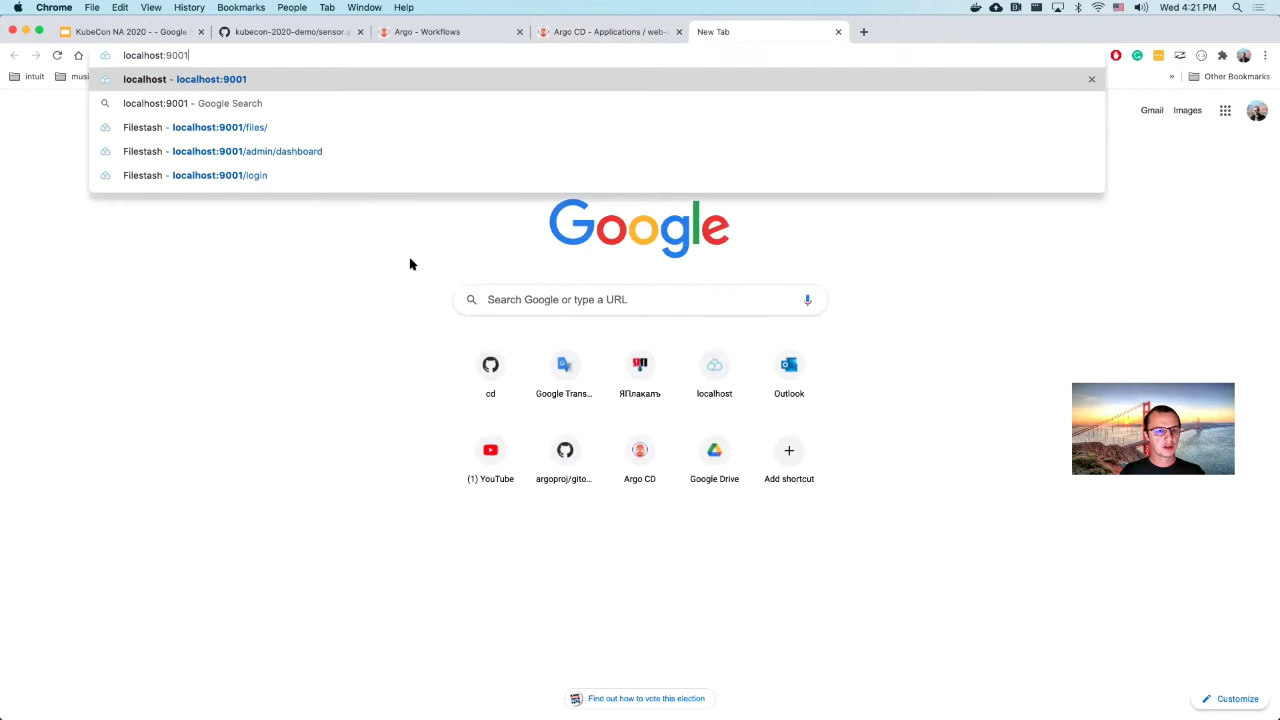 Chrome File Edit View History Bookmarks People Tab Window Help Wed 4:21 PM
KubeCon NA 2020 - Google kubecon-2020-demo/sensor.y Argo - Workflows Argo CD - Applications / web- New Tab
localhost:9001
intuit musi Other Bookmarks
localhost - localhost:9001
localhost:9001 - Google Search
Filestash - localhost:9001/files/
Filestash - localhost:9001/admin/dashboard
Filestash - localhost:9001/login
Gmail Images
Google
Search Google or type a URL
cd Google Trans... ЯПлакалъ localhost Outlook
(1) YouTube argoproj/gito... Argo CD Google Drive Add shortcut
Find out how to vote this election
Customize